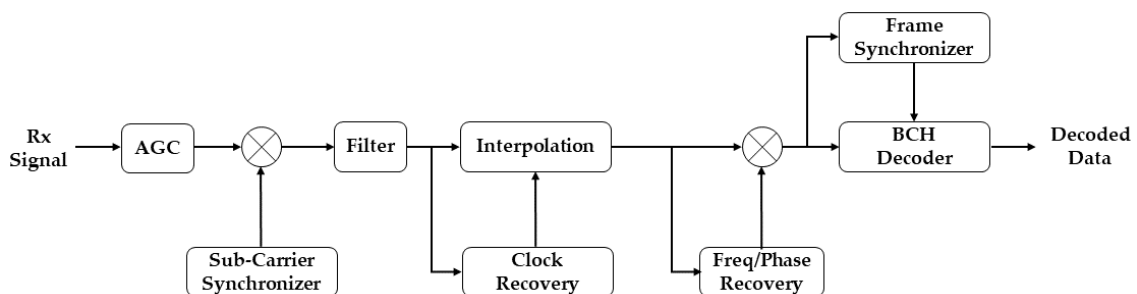 Frame
Synchronizer
Rx
Signal
AGC
Filter
Interpolation
BCH
Decoder
Decoded
Data
Sub-Carrier
Synchronizer
Clock
Recovery
Freq/Phase
Recovery